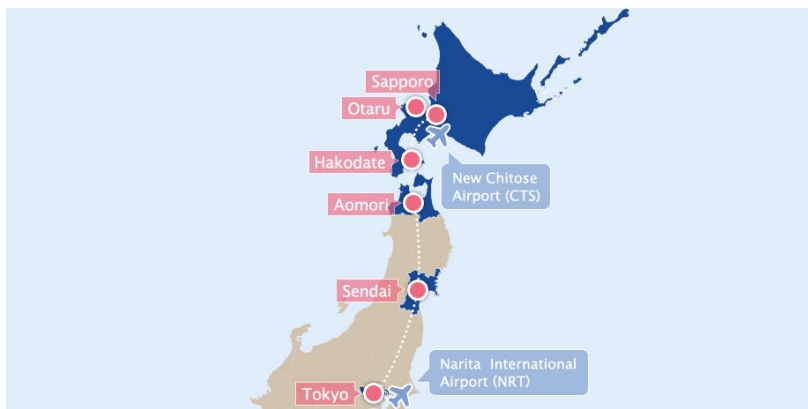 Sapporo
Otaru
Hakodate
New Chitose
Airport (CTS)
Aomori
Sendai
Narita International
Airport (NRT)
Tokyo